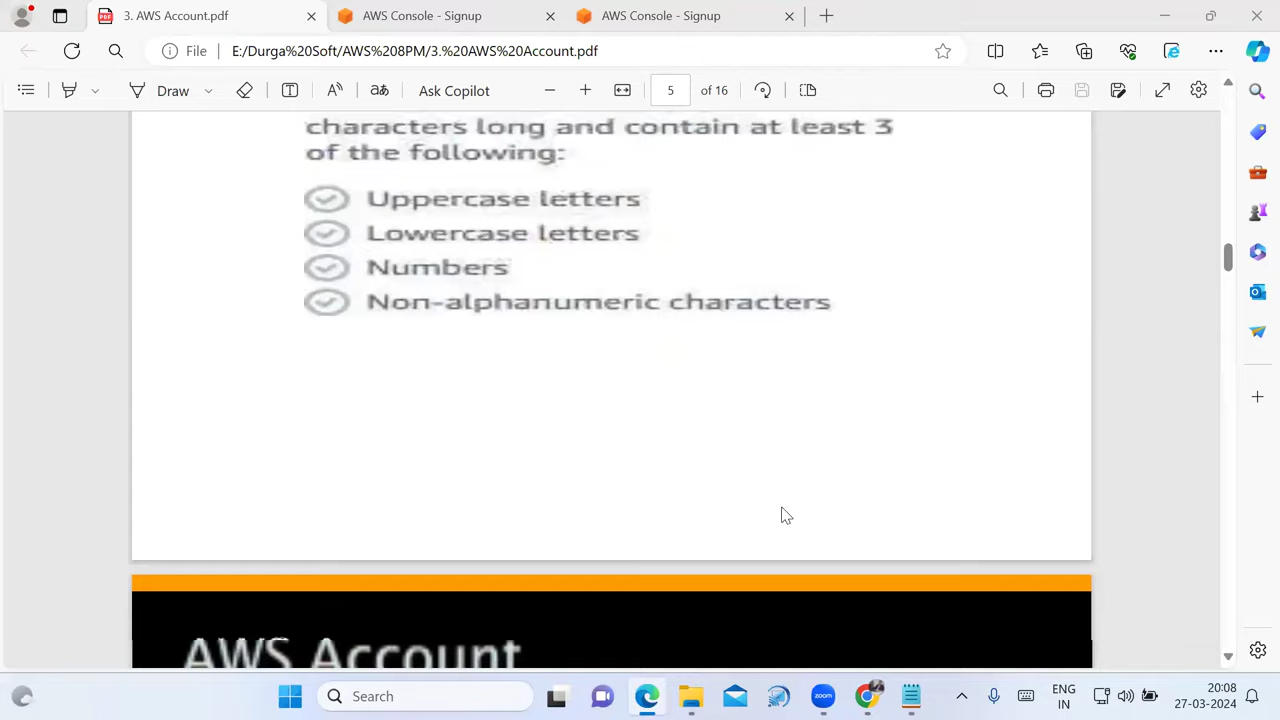 3. AWS Account.pdf
AWS Console - Signup
AWS Console - Signup
File
E:/Durga%20Soft/AWS%208PM/3.%20AWS%20Account.pdf
Draw
Ask Copilot
5 of 16
characters long and contain at least 3
of the following:
Uppercase letters
Lowercase letters
Numbers
Non-alphanumeric characters
AWS Account
Search
zoom
ENG
IN
20:08
27-03-2024